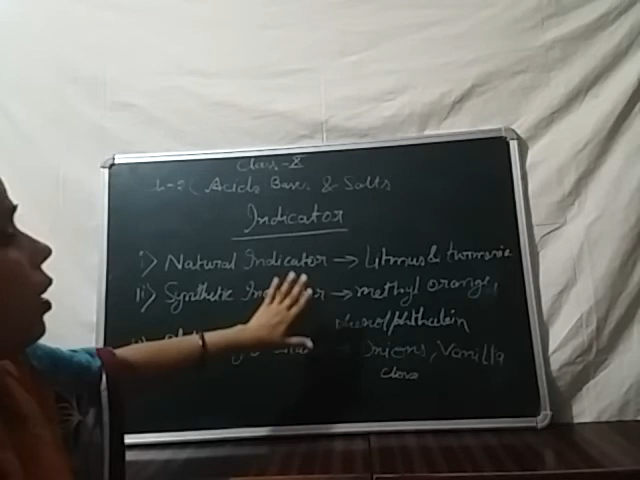 Class - X
L-2 ( Acids Bases & Salts
Indicator
i) Natural Indicator → Litmus & turmeric
ii) Synthetic → methyl orange,
phenolphthalein
→ Onions, Vanilla
Clove